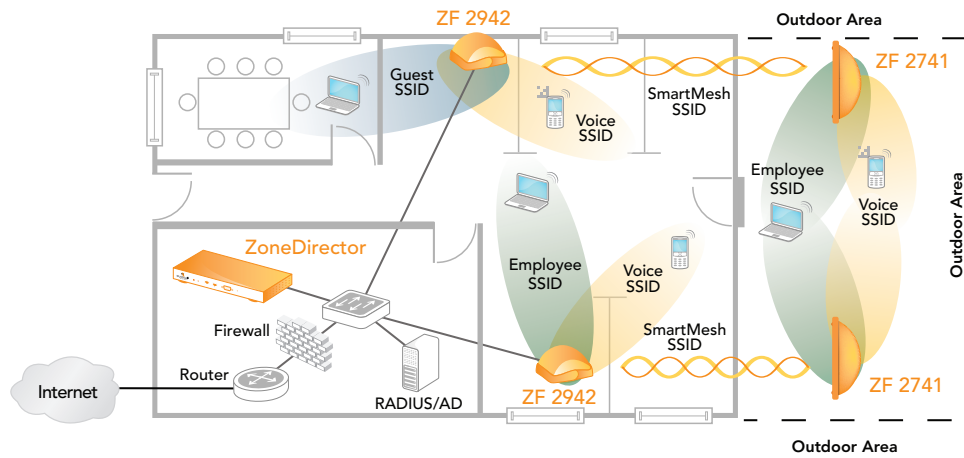 ZF 2942
Outdoor Area
ZF 2741
Guest
SSID
SmartMesh
SSID
Voice
SSID
Employee
SSID
Voice
SSID
Outdoor Area
ZoneDirector
Employee
SSID
Voice
SSID
Firewall
SmartMesh
SSID
Router
Internet
RADIUS/AD
ZF 2942
ZF 2741
Outdoor Area